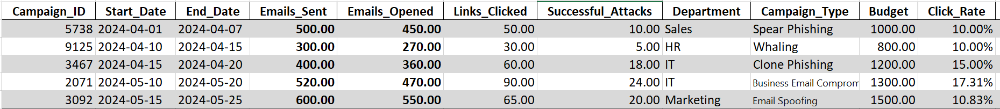 Campaign_ID Start_Date End_Date Emails_Sent Emails_Opened Links_Clicked Successful_Attacks Department Campaign_Type Budget Click_Rate
5738 2024-04-01 2024-04-07 500.00 450.00 50.00 10.00 Sales Spear Phishing 1000.00 10.00%
9125 2024-04-10 2024-04-15 300.00 270.00 30.00 5.00 HR Whaling 800.00 10.00%
3467 2024-04-15 2024-04-20 400.00 360.00 60.00 18.00 IT Clone Phishing 1200.00 15.00%
2071 2024-05-10 2024-05-20 520.00 470.00 90.00 24.00 IT Business Email Comprom 1300.00 17.31%
3092 2024-05-15 2024-05-25 600.00 550.00 65.00 20.00 Marketing Email Spoofing 1500.00 10.83%